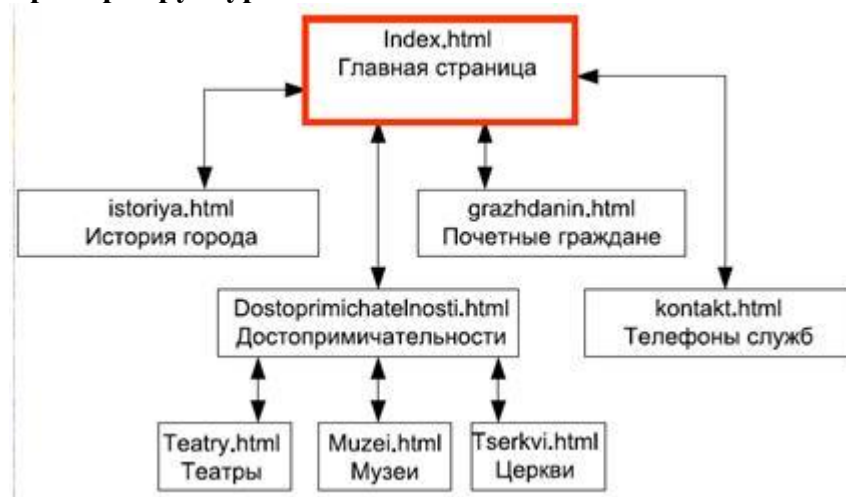 Index.html
Главная страница
istoriya.html
История города
grazhdanin.html
Почетные граждане
Dostoprimichatelnosti.html
Достопримичательности
kontakt.html
Телефоны служб
Teatry.html
Театры
Muzei.html
Музеи
Tserkvi.html
Церкви